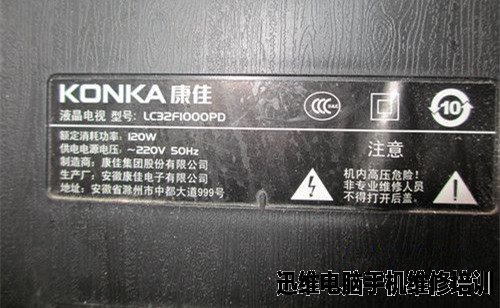 KONKA 康佳
液晶电视 型号: LC32F1000PD
额定消耗功率: 120W
供电电源电压: ~220V 50Hz
制造商: 康佳集团股份有限公司
生产厂: 安徽康佳电子有限公司
地址: 安徽省滁州市中都大道999号
CCC
10
注意
机内高压危险!
非专业维修人员
不得打开后盖。
迅维电脑手机维修培训